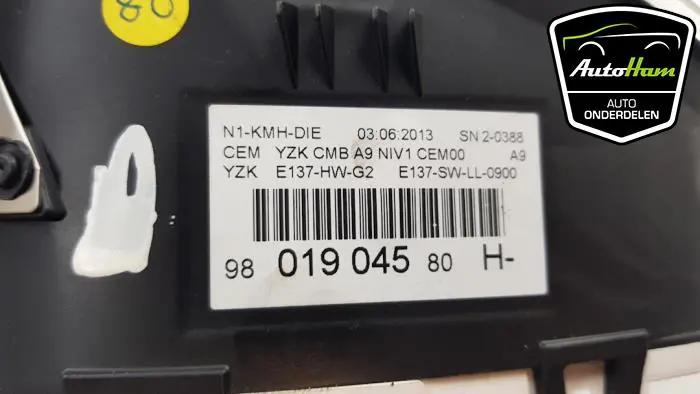 80
AutoHam
AUTO
ONDERDELEN
N1-KMH-DIE 03:06:2013 SN 2-0388
CEM YZK CMB A9 NIV1 CEM00 A9
YZK E137-HW-G2 E137-SW-LL-0900
98 019 045 80 H-